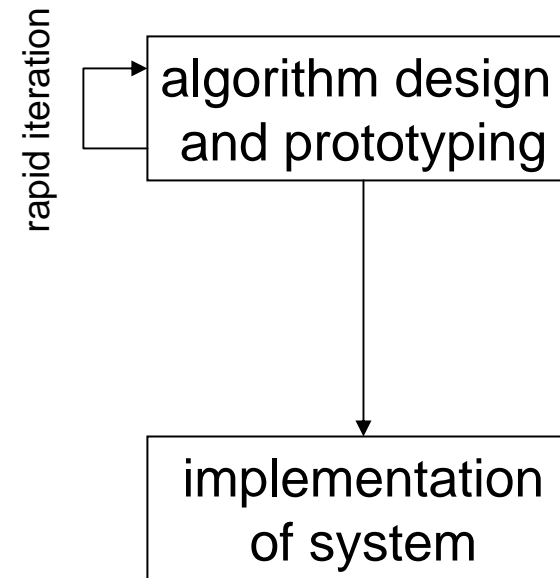 rapid iteration
algorithm design
and prototyping
implementation
of system